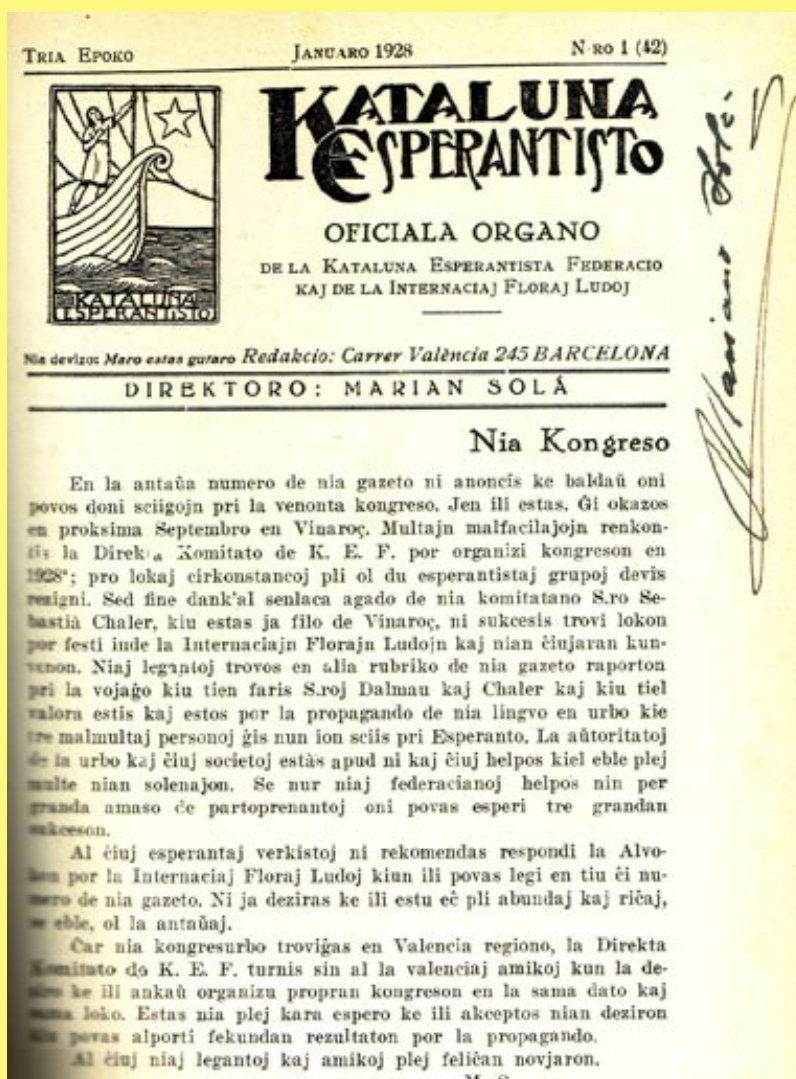 TRIA EPOKO JANUARO 1928 N-RO 1 (42)
KATALUNA
ESPERANTISTO
KATALUNA
ESPERANTISTO
OFICIALA ORGANO
DE LA KATALUNA ESPERANTISTA FEDERACIO
KAJ DE LA INTERNACIAJ FLORAJ LUDOJ
Nia devizo: Maro estas gutaro Redakcio: Carrer València 245 BARCELONA
DIREKTORO: MARIAN SOLÁ
Nia Kongreso
En la antaŭa numero de nia gazeto ni anoncis ke baldaŭ oni
povos doni sciigojn pri la venonta kongreso. Jen ili estas. Ĝi okazos
en proksima Septembro en Vinaroç. Multajn malfacilajojn renkon-
tis la Direkta Komitato de K. E. F. por organizi kongreson en
1928ª; pro lokaj cirkonstancoj pli ol du esperantistaj grupoj devis
rezigni. Sed fine dank'al senlaca agado de nia komitatano S.ro Se-
bastià Chaler, kiu estas ja filo de Vinaroç, ni sukcesis trovi lokon
por festi inde la Internaciajn Florajn Ludojn kaj nian ĉiujaran kun-
venon. Niaj legantoj trovos en alia rubriko de nia gazeto raporton
pri la vojaĝo kiu tien faris S.roj Dalmau kaj Chaler kaj kiu tiel
valora estis kaj estos por la propagando de nia lingvo en urbo kie
tre malmultaj personoj ĝis nun ion sciis pri Esperanto. La aŭtoritatoj
de la urbo kaj ĉiuj societoj estàs apud ni kaj ĉiuj helpos kiel eble plej
multe nian solenajon. Se nur niaj federacianoj helpos nin per
granda amaso de partoprenantoj oni povas esperi tre grandan
sukceson.
Al ĉiuj esperantaj verkistoj ni rekomendas respondi la Alvo-
kon por la Internaciaj Floraj Ludoj kiun ili povas legi en tiu ĉi nu-
mero de nia gazeto. Ni ja deziras ke ili estu eĉ pli abundaj kaj riĉaj,
se eble, ol la antaŭaj.
Ĉar nia kongresurbo troviĝas en Valencia regiono, la Direkta
Komitato de K. E. F. turnis sin al la valenciaj amikoj kun la de-
ziro ke ili ankaŭ organizu propran kongreson en la sama dato kaj
sama loko. Estas nia plej kara espero ke ili akceptos nian deziron
kiu povas alporti fekundan rezultaton por la propagando.
Al ĉiuj niaj legantoj kaj amikoj plej feliĉan novjaron.
Mariano Solé